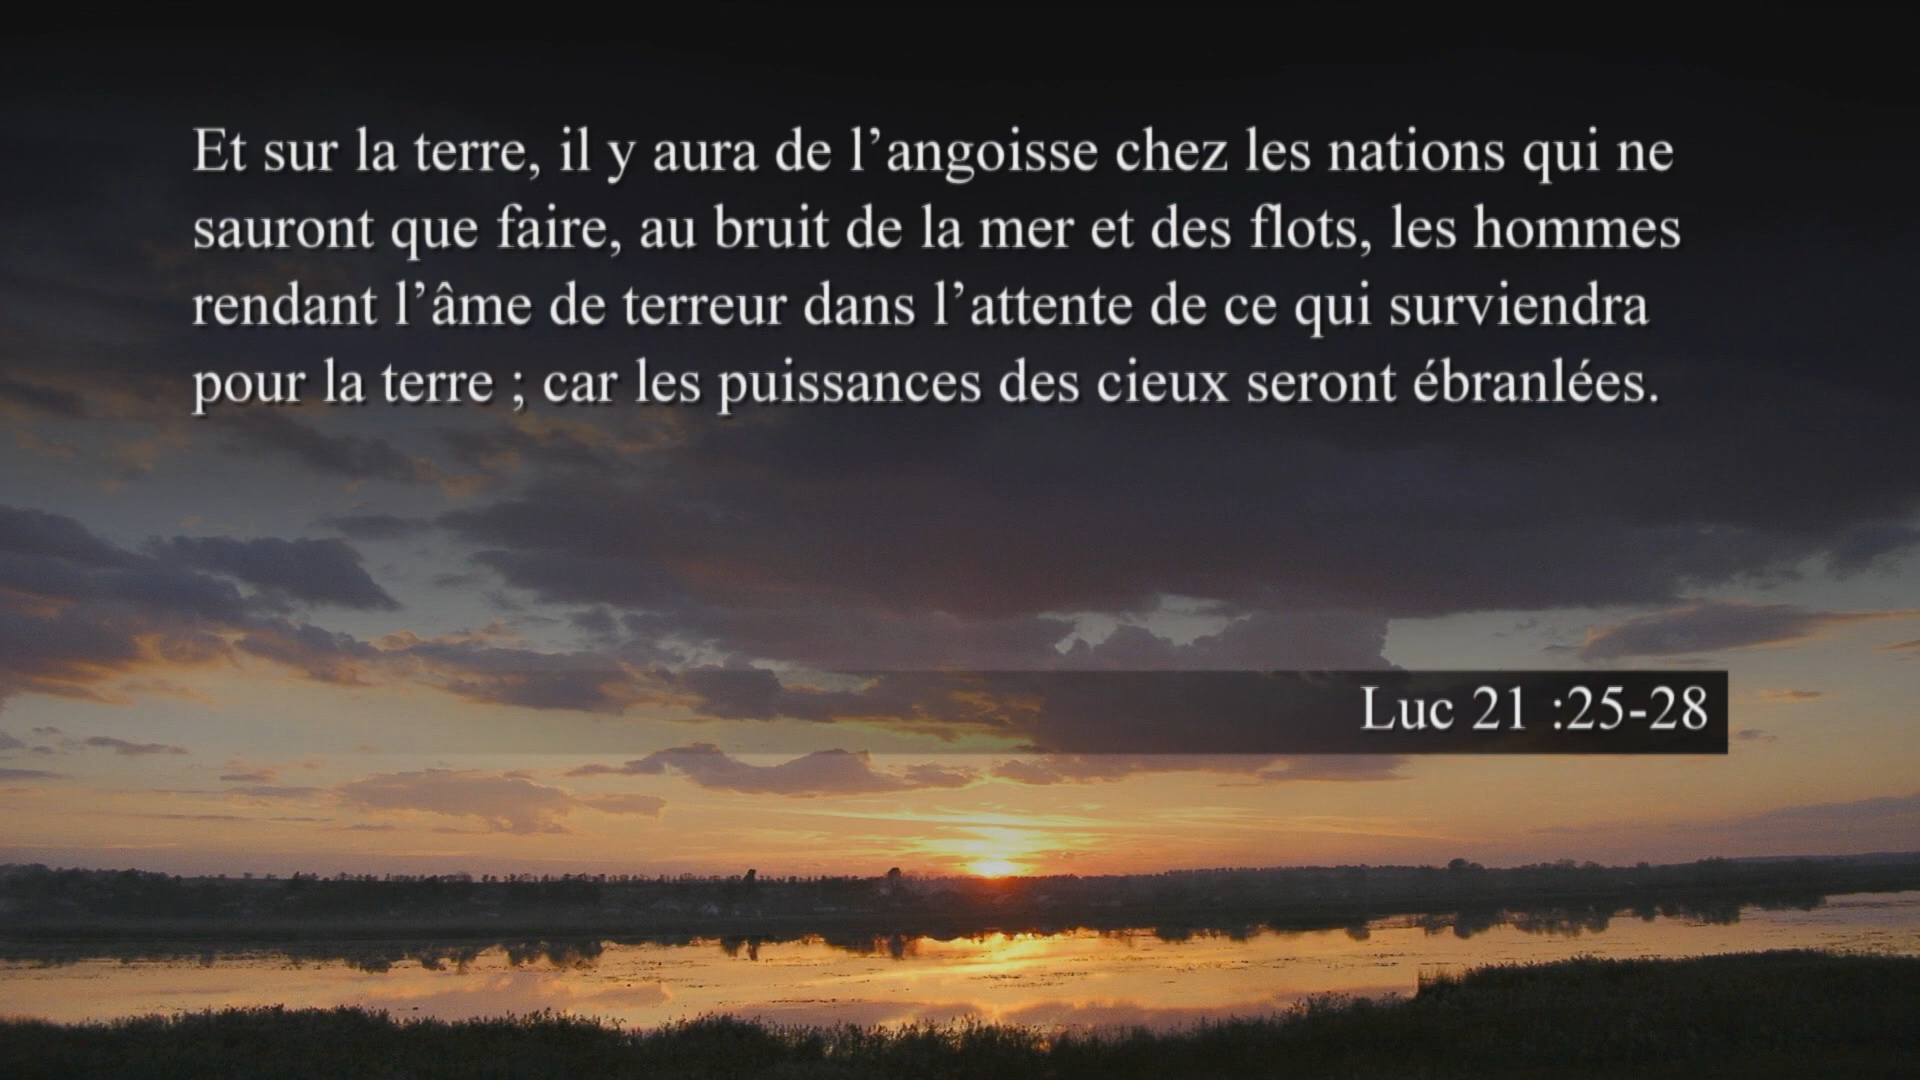 Et sur la terre, il y aura de l’angoisse chez les nations qui ne
sauront que faire, au bruit de la mer et des flots, les hommes
rendant l’âme de terreur dans l’attente de ce qui surviendra
pour la terre ; car les puissances des cieux seront ébranlées.
Luc 21 :25-28